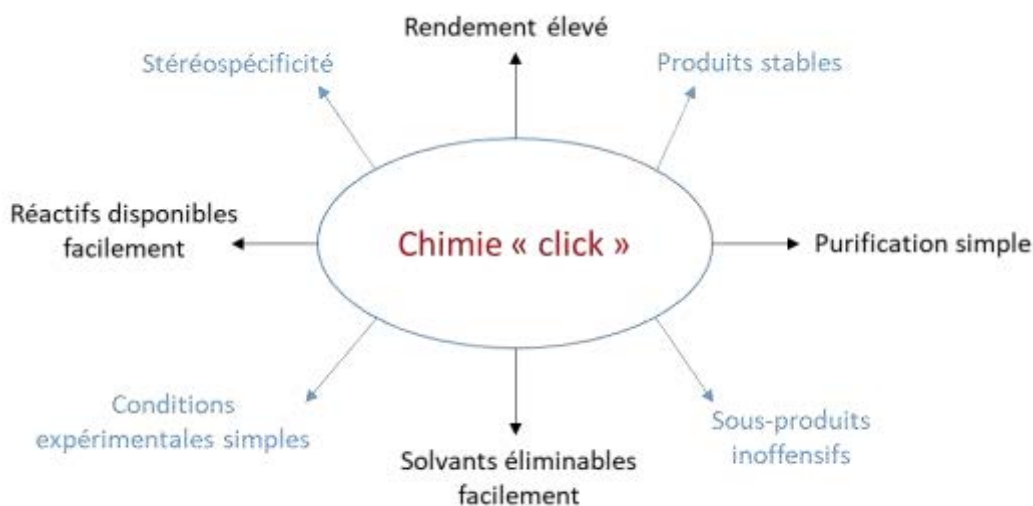 Rendement élevé
Stéréospécificité
Produits stables
Réactifs disponibles
facilement
Chimie « click »
Purification simple
Conditions
expérimentales simples
Solvants éliminables
facilement
Sous-produits
inoffensifs